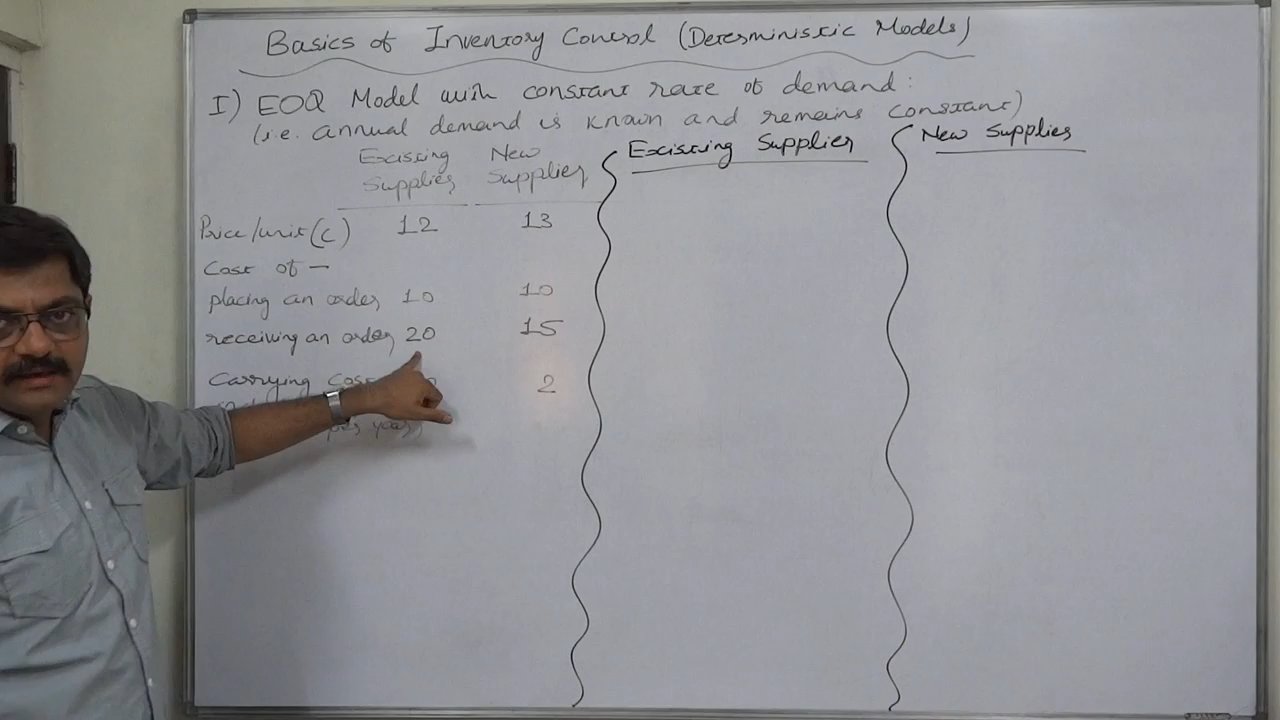 Basics of Inventory Control (Deterministic Models)
I) EOQ Model with constant rate of demand:
(i.e. annual demand is known and remains constant)
Existing Supplier New Supplier
Price/unit (C) 12 13
Cost of —
placing an order 10 10
receiving an order 20 15
Carrying Cost 2
per year
Existing Supplier
New Supplier